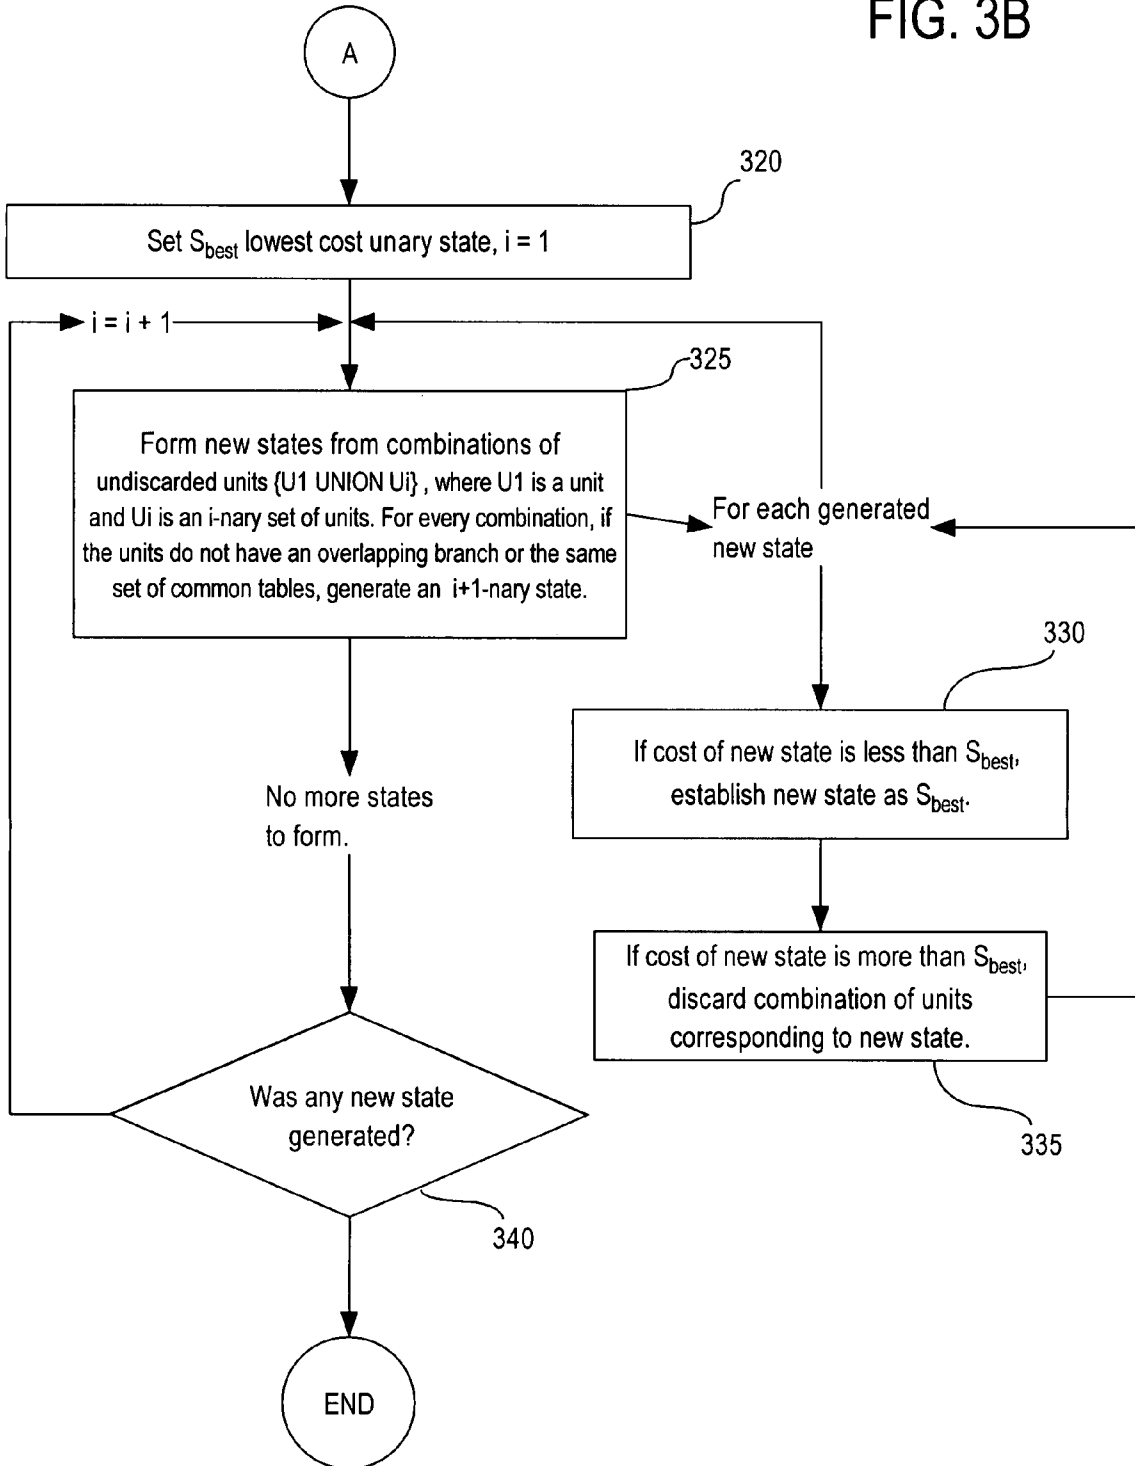 FIG. 3B
A
320
Set Sbest lowest cost unary state, i = 1
i = i + 1
325
Form new states from combinations of
undiscarded units {U1 UNION Ui} , where U1 is a unit
and Ui is an i-nary set of units. For every combination, if
the units do not have an overlapping branch or the same
set of common tables, generate an i+1-nary state.
For each generated
new state
330
If cost of new state is less than Sbest,
establish new state as Sbest.
No more states
to form.
If cost of new state is more than Sbest,
discard combination of units
corresponding to new state.
335
Was any new state
generated?
340
END